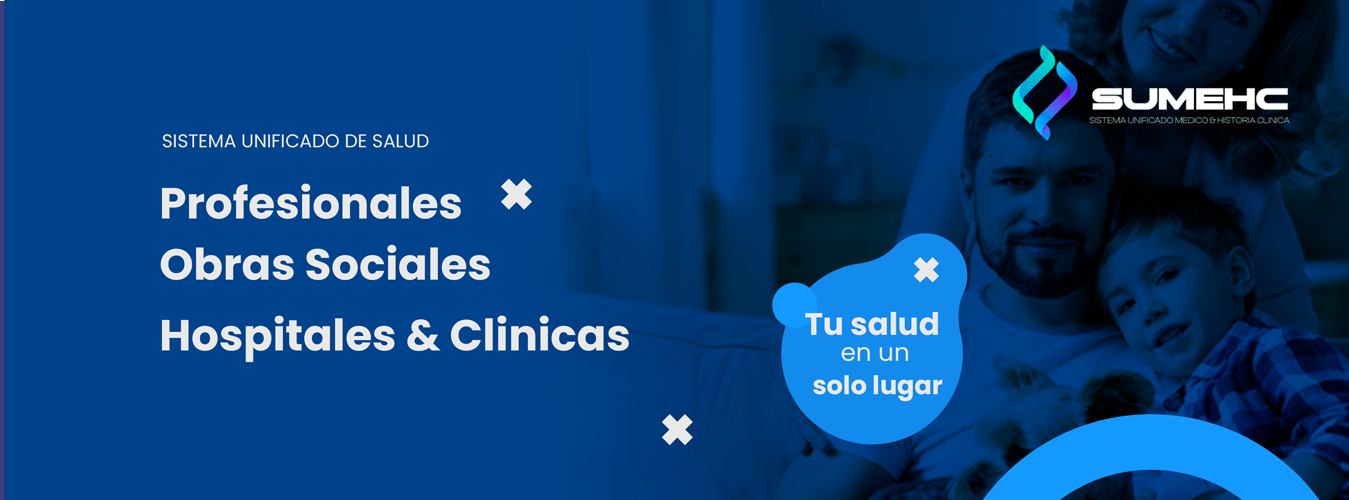 SISTEMA UNIFICADO DE SALUD
Profesionales
Obras Sociales
Hospitales & Clinicas
Tu salud
en un
solo lugar
SUMEHC
SISTEMA UNIFICADO MEDICO & HISTORIA CLINICA